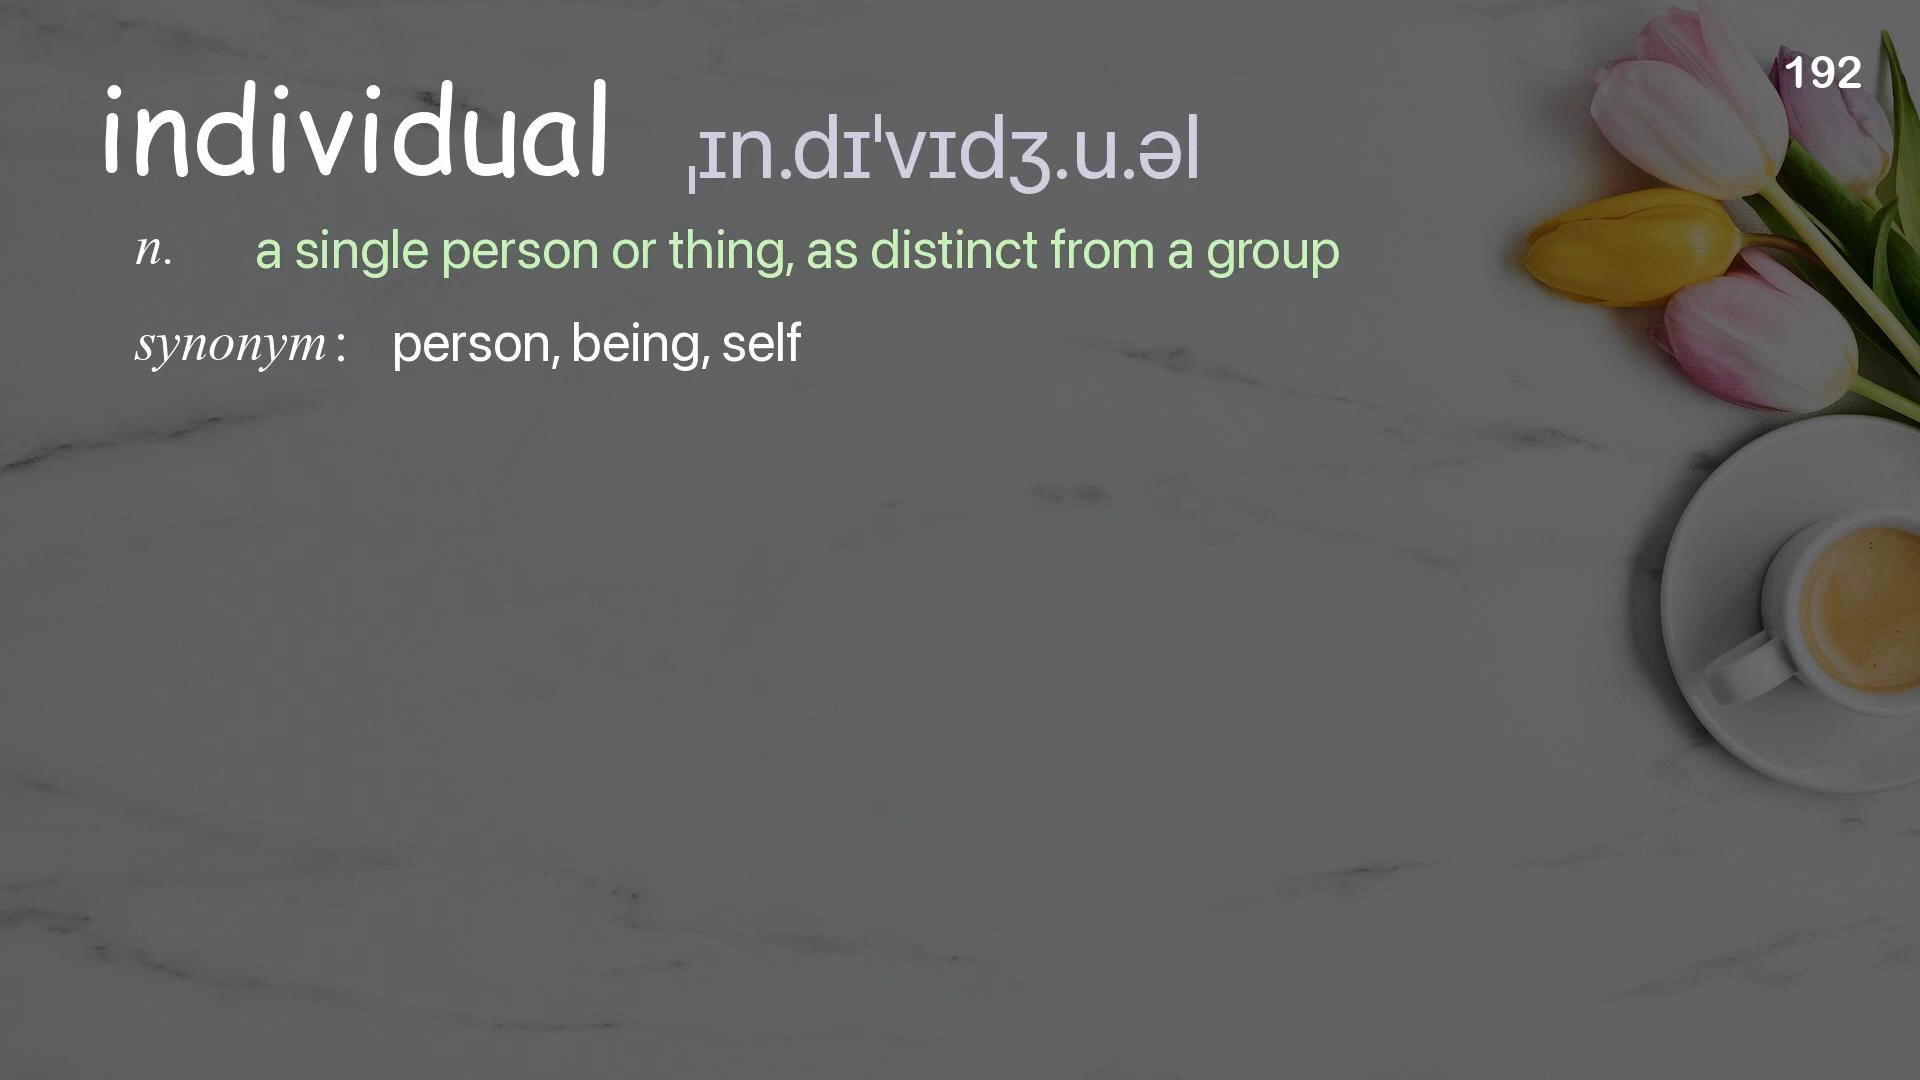 192
individual ˌɪn.dɪˈvɪdʒ.u.əl
n. a single person or thing, as distinct from a group
synonym: person, being, self